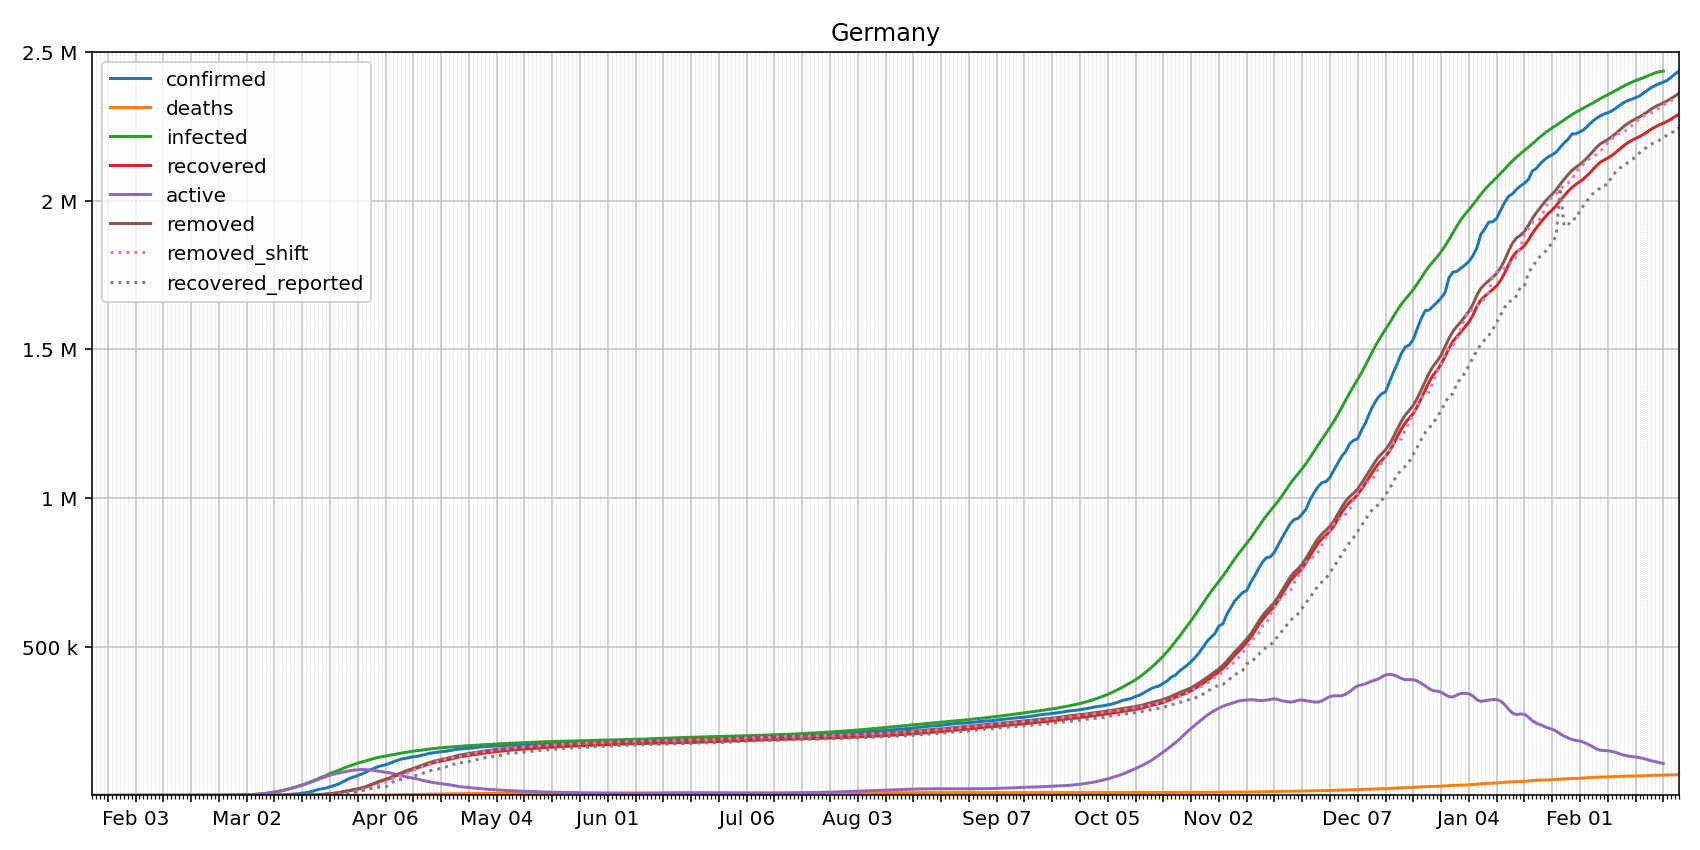 Germany
2.5 M
2 M
1.5 M
1 M
500 k
confirmed
deaths
infected
recovered
active
removed
removed_shift
recovered_reported
Feb 03 Mar 02 Apr 06 May 04 Jun 01 Jul 06 Aug 03 Sep 07 Oct 05 Nov 02 Dec 07 Jan 04 Feb 01